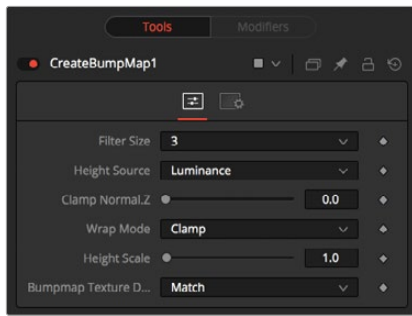 Tools Modifiers
CreateBumpMap1
Filter Size 3
Height Source Luminance
Clamp Normal.Z 0.0
Wrap Mode Clamp
Height Scale 1.0
Bumpmap Texture D... Match